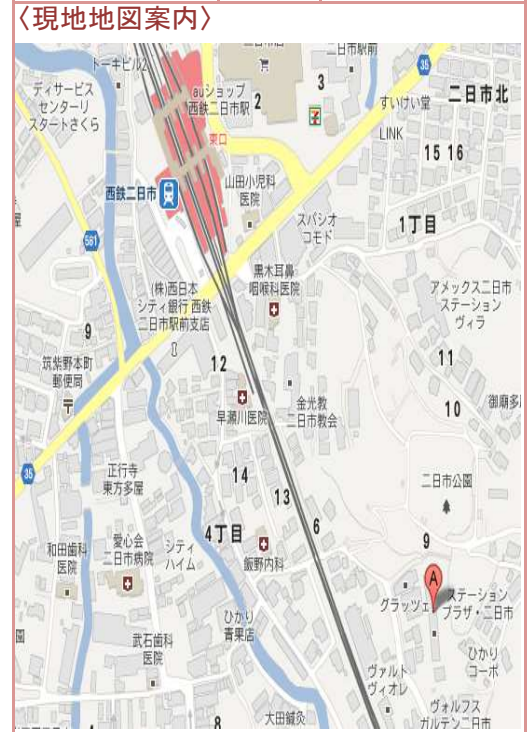 〈現地地図案内〉
トーキビル2
二日市駅前
35
3
ディサービス
センターリ
スタートさくら
auショップ
西鉄二日市駅
2
すいけい堂
二日市北
LINK
東口
15 16
西鉄二日市
山田小児科
医院
スパシオ
コモド
1丁目
581
黒木耳鼻
咽喉科医院
(株)西日本
シティ銀行 西鉄
二日市駅前支店
アメックス二日市
ステーション
ヴィラ
9
12
11
筑紫野本町
郵便局
早瀬川医院
金光教
二日市教会
10
御廟多
35
正行寺
東方多屋
14
13
二日市公園
4丁目
6
9
和田歯科
医院
愛心会
二日市病院
シティ
ハイム
飯野内科
A
グラッツェ
ステーション
プラザ・二日市
園
武石歯科
医院
ひかり
青果店
ひかり
コーポ
ヴァルト
ヴィオレ
ヴォルフス
ガルテン二日市
8
大田鍼灸